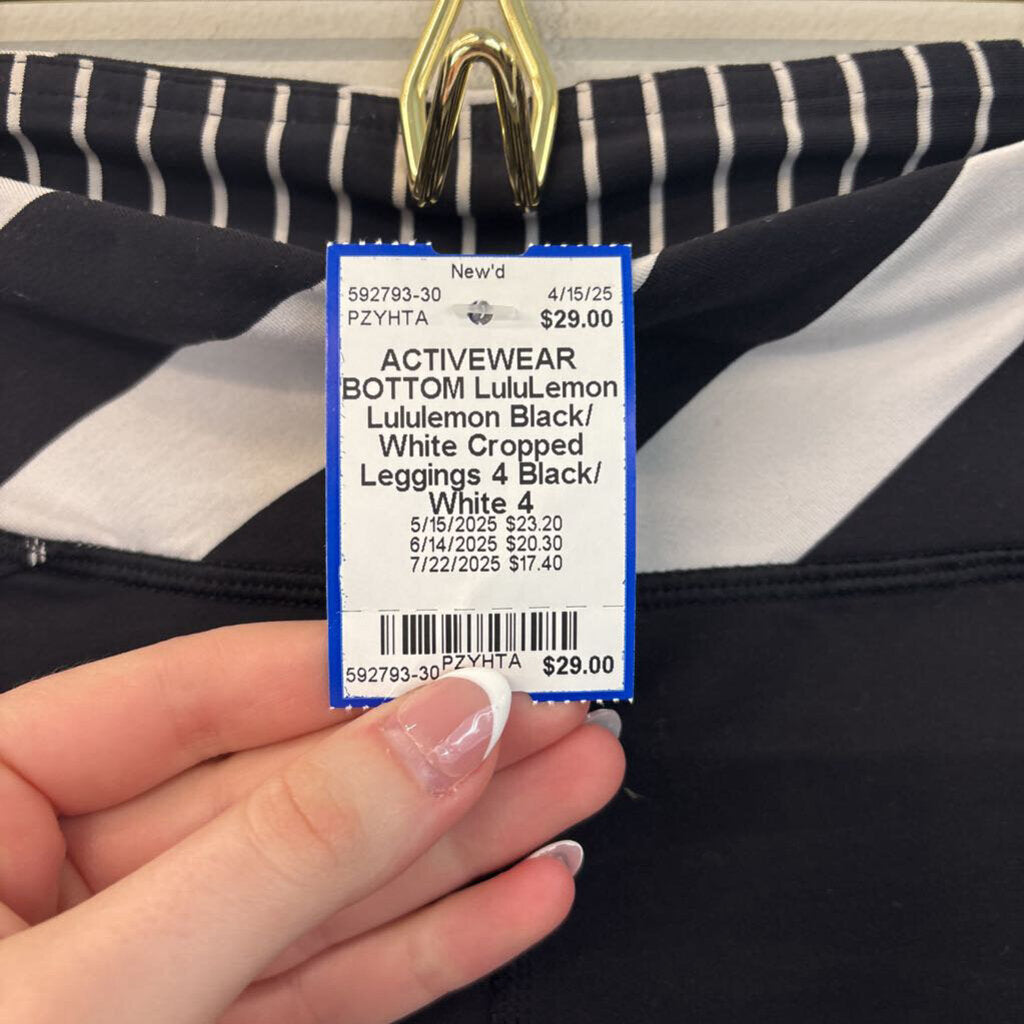 New'd
592793-30 4/15/25
PZYHTA $29.00
ACTIVEWEAR
BOTTOM LuluLemon
Lululemon Black/
White Cropped
Leggings 4 Black/
White 4
5/15/2025 $23.20
6/14/2025 $20.30
7/22/2025 $17.40
592793-30 PZYHTA $29.00